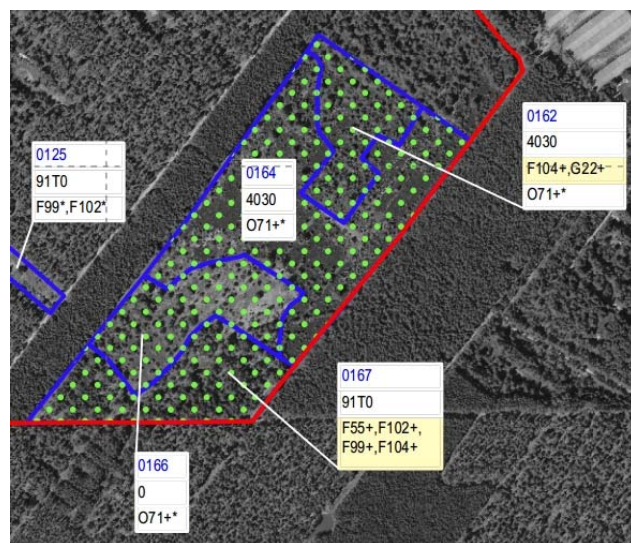 0162
4030
F104+,G22+
O71+*
0125
91T0
F99*,F102*
0164
4030
O71+*
0167
91T0
F55+,F102+,
F99+,F104+
0166
0
O71+*